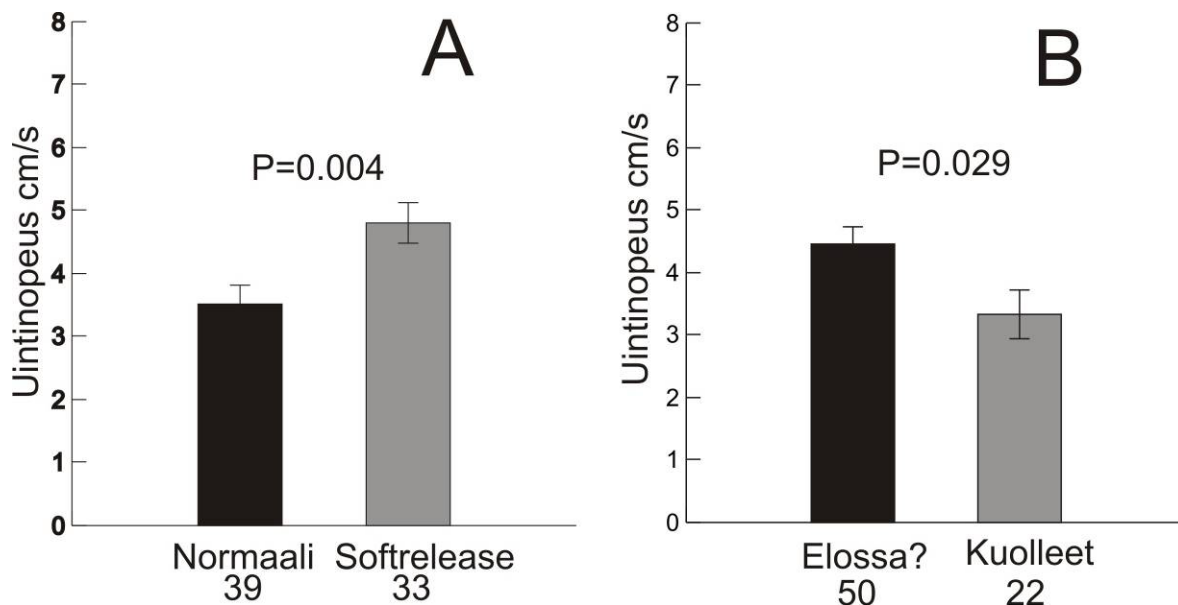 A
Uintinopeus cm/s
8
7
6
5
4
3
2
1
0
P=0.004
Normaali Softrelease
39 33
B
Uintinopeus cm/s
8
7
6
5
4
3
2
1
0
P=0.029
Elossa? Kuolleet
50 22